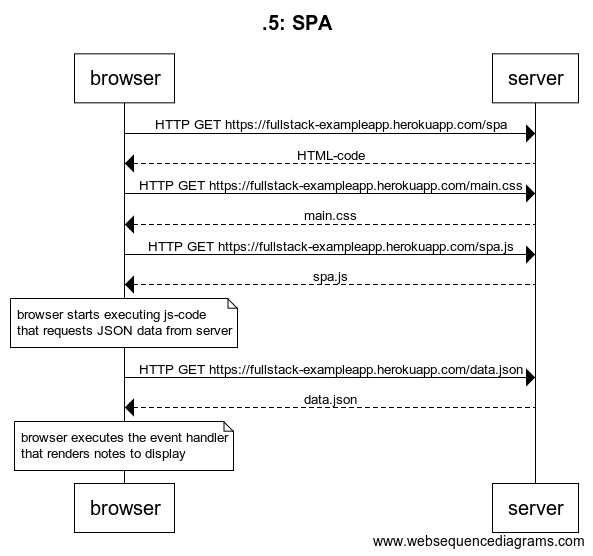 .5: SPA
browser
server
HTTP GET https://fullstack-exampleapp.herokuapp.com/spa
HTML-code
HTTP GET https://fullstack-exampleapp.herokuapp.com/main.css
main.css
HTTP GET https://fullstack-exampleapp.herokuapp.com/spa.js
spa.js
browser starts executing js-code
that requests JSON data from server
HTTP GET https://fullstack-exampleapp.herokuapp.com/data.json
data.json
browser executes the event handler
that renders notes to display
browser
server
www.websequencediagrams.com